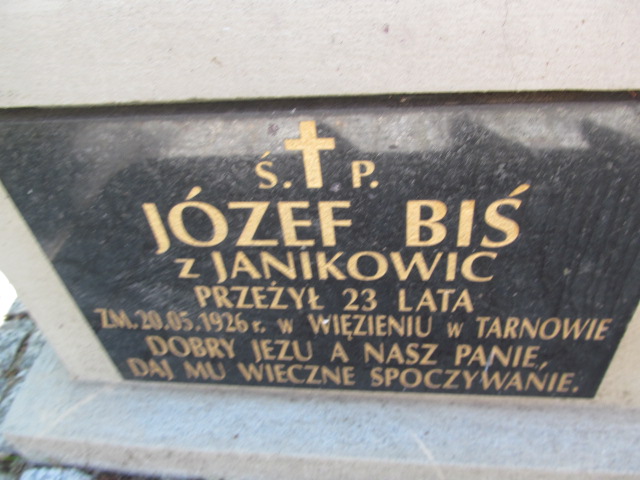 Ś. P.
JÓZEF BIŚ
z JANIKOWIC
PRZEŻYŁ 23 LATA
ZM. 20.05.1926 r. w WIĘZIENIU w TARNOWIE
DOBRY JEZU A NASZ PANIE,
DAJ MU WIECZNE SPOCZYWANIE.